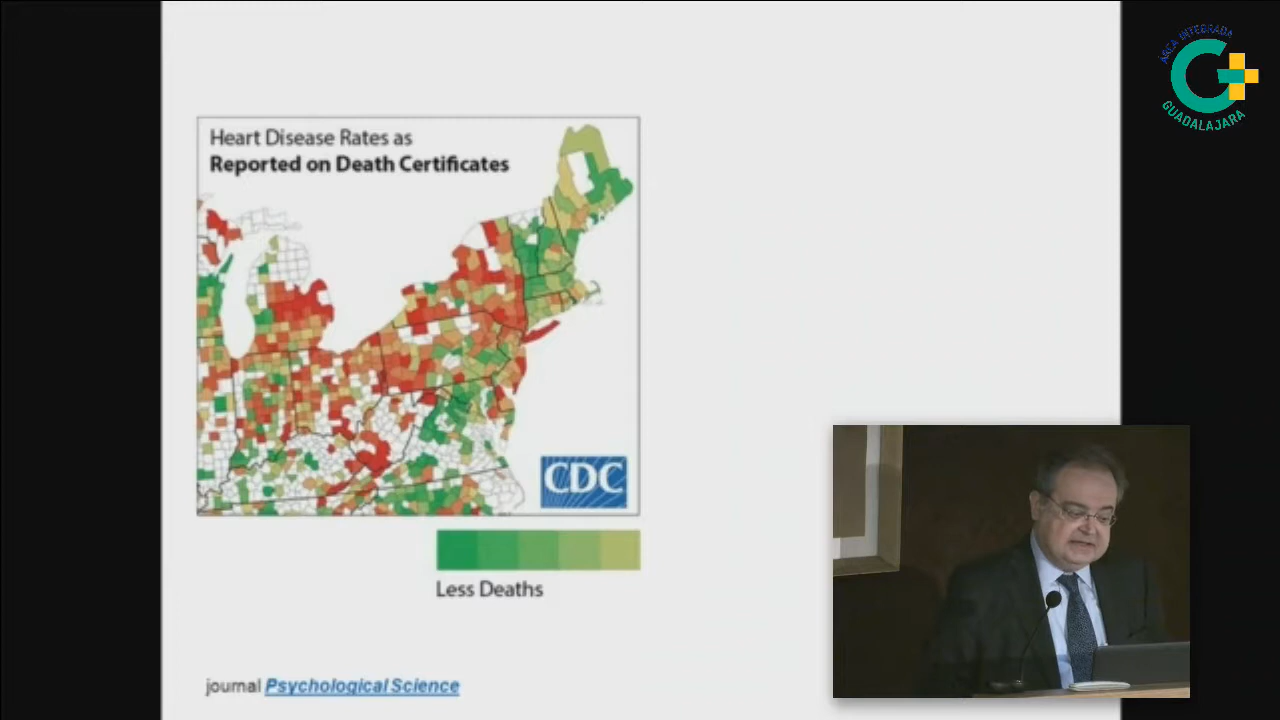 ÁREA INTEGRADA
GUADALAJARA
Heart Disease Rates as
Reported on Death Certificates
CDC
Less Deaths
journal Psychological Science